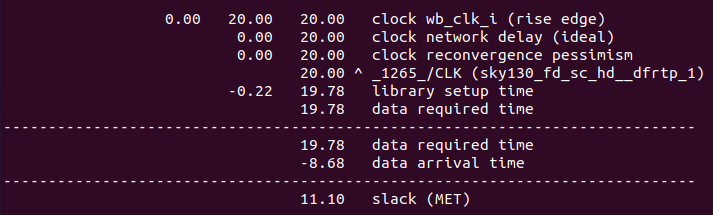 0.00 20.00 20.00 clock wb_clk_i (rise edge)
0.00 20.00 clock network delay (ideal)
0.00 20.00 clock reconvergence pessimism
20.00 ^ _1265_/CLK (sky130_fd_sc_hd__dfrtp_1)
-0.22 19.78 library setup time
19.78 data required time
-----------------------------------------------------------------------------
19.78 data required time
-8.68 data arrival time
-----------------------------------------------------------------------------
11.10 slack (MET)